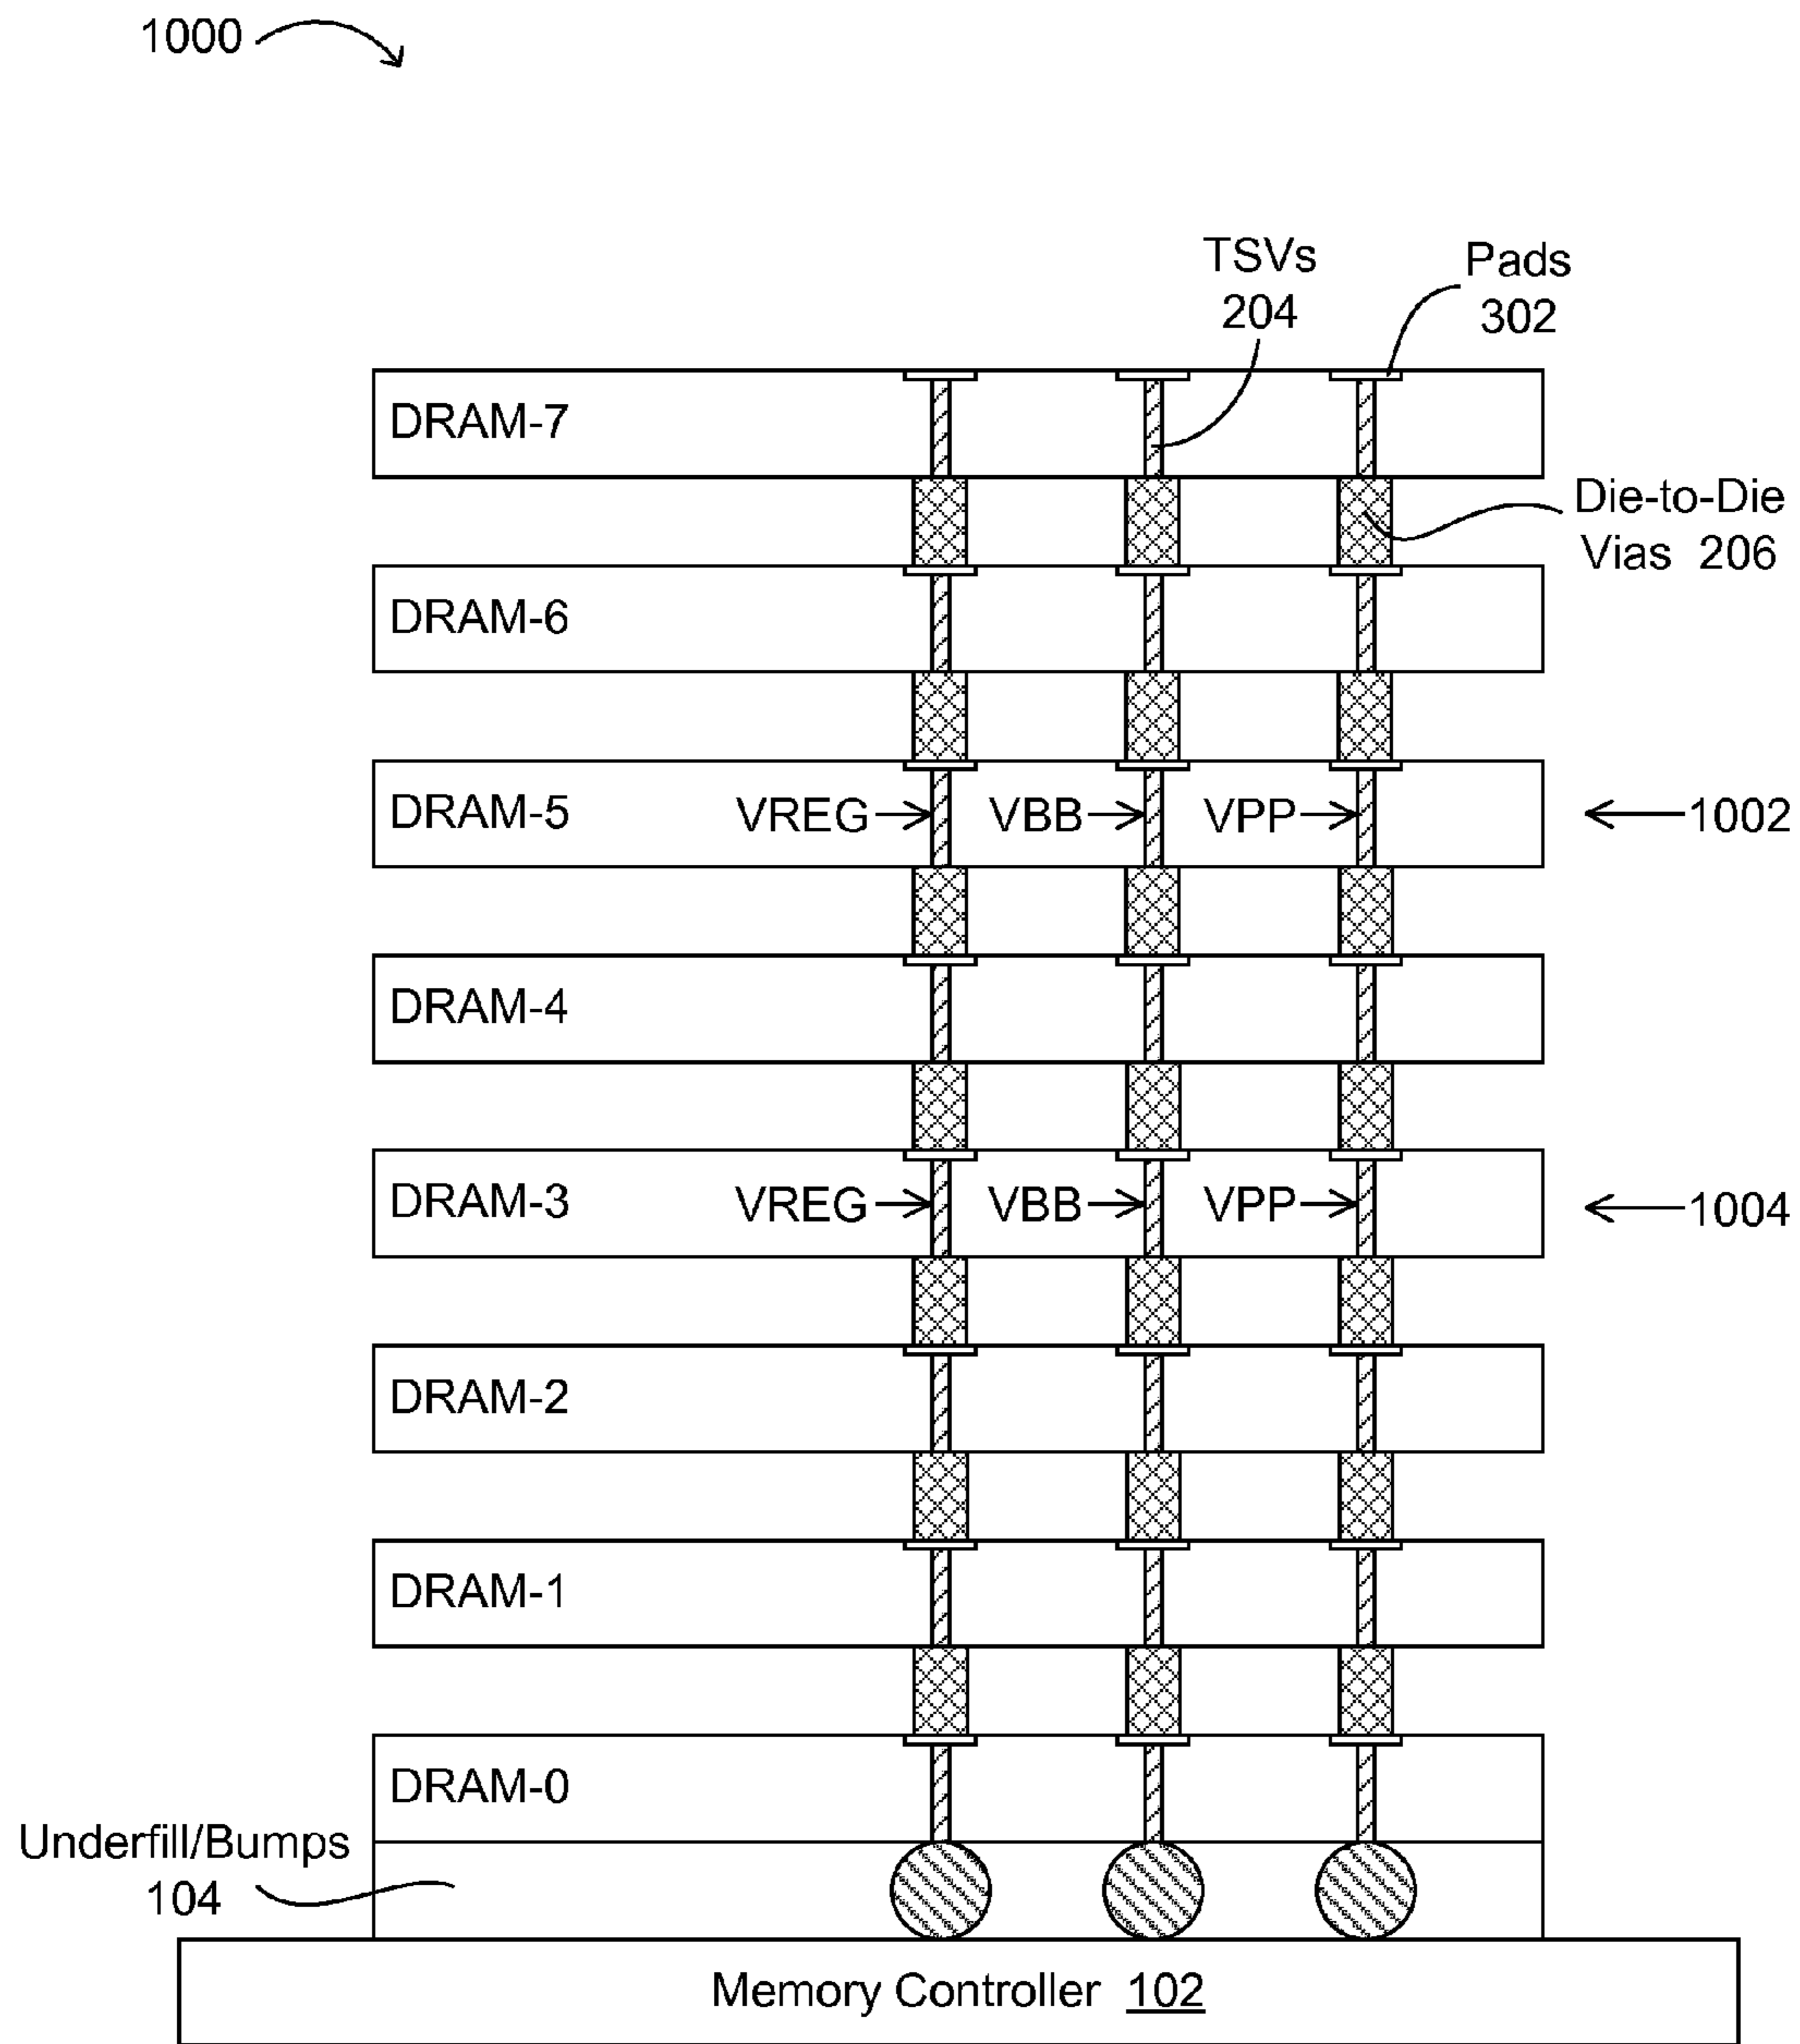 1000
TSVs
204
Pads
302
DRAM-7
Die-to-Die
Vias 206
DRAM-6
DRAM-5 VREG VBB VPP 1002
DRAM-4
DRAM-3 VREG VBB VPP 1004
DRAM-2
DRAM-1
DRAM-0
Underfill/Bumps
104
Memory Controller 102